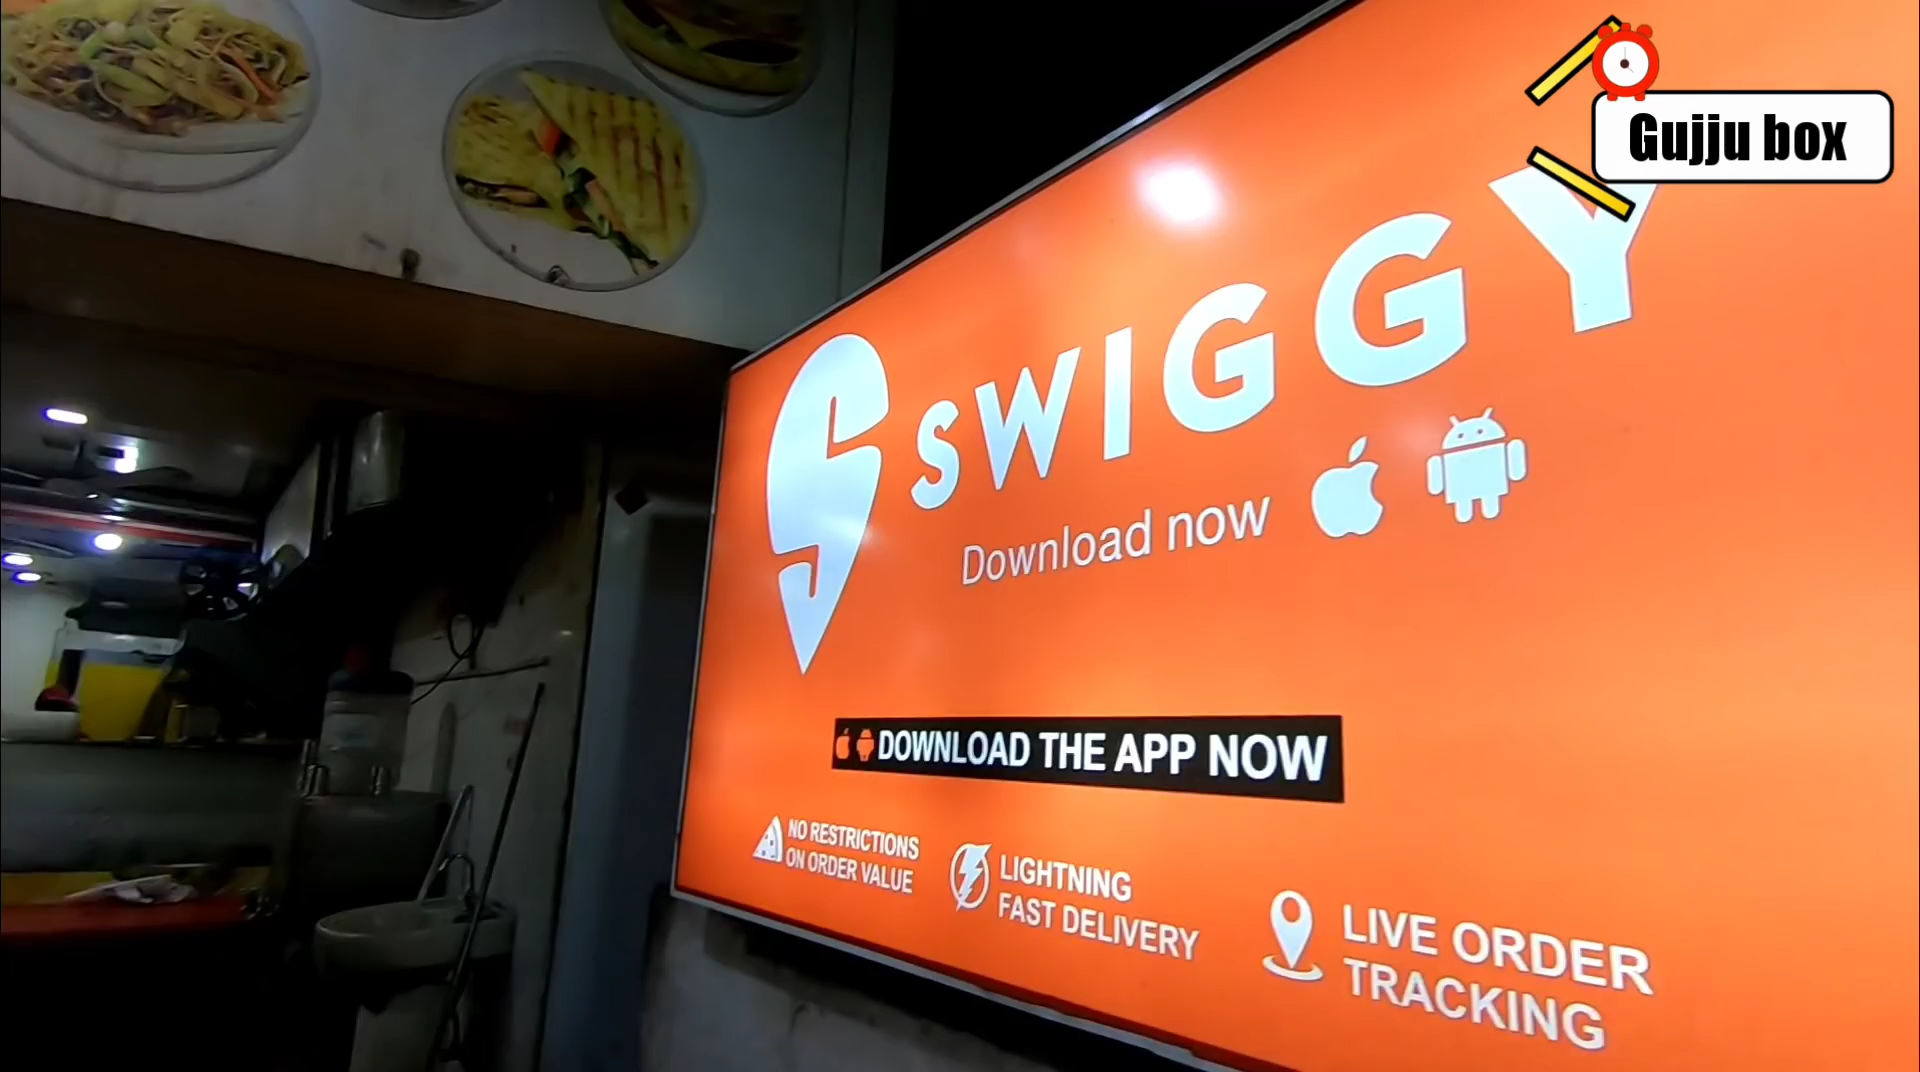 Gujju box
SWIGGY
Download now
DOWNLOAD THE APP NOW
NO RESTRICTIONS
ON ORDER VALUE
LIGHTNING
FAST DELIVERY
LIVE ORDER
TRACKING